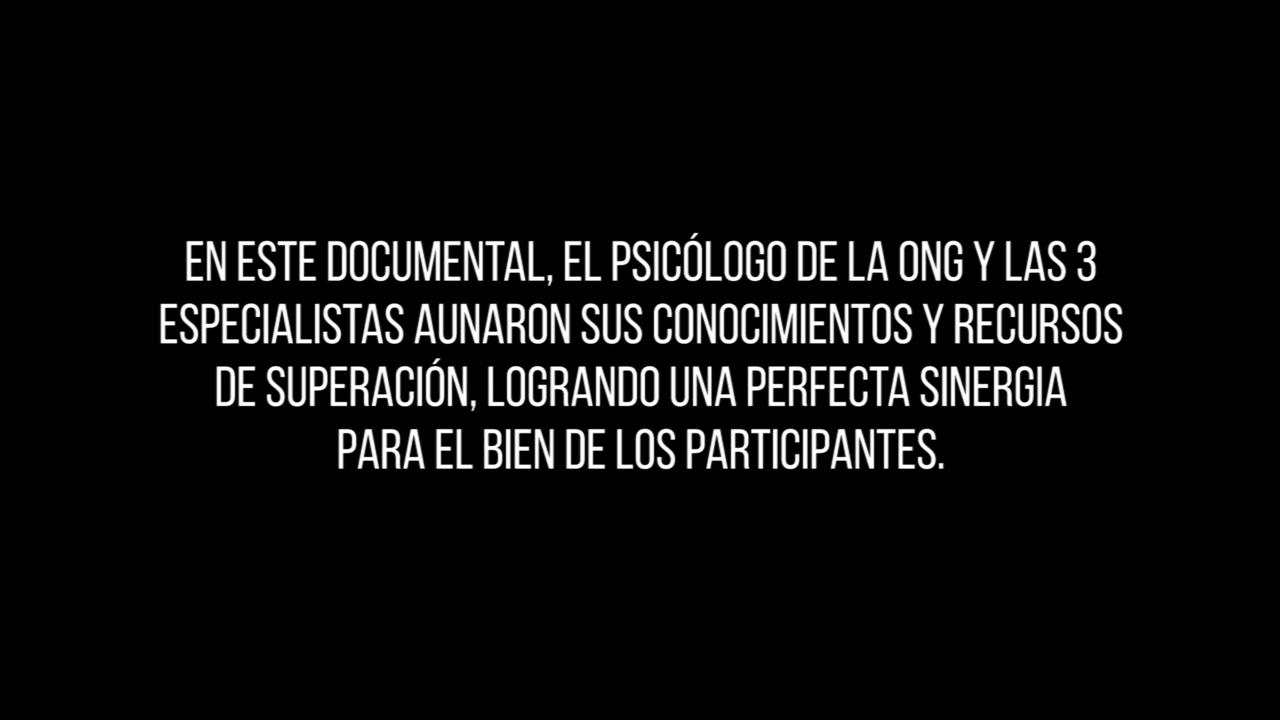 EN ESTE DOCUMENTAL, EL PSICÓLOGO DE LA ONG Y LAS 3
ESPECIALISTAS AUNARON SUS CONOCIMIENTOS Y RECURSOS
DE SUPERACIÓN, LOGRANDO UNA PERFECTA SINERGIA
PARA EL BIEN DE LOS PARTICIPANTES.